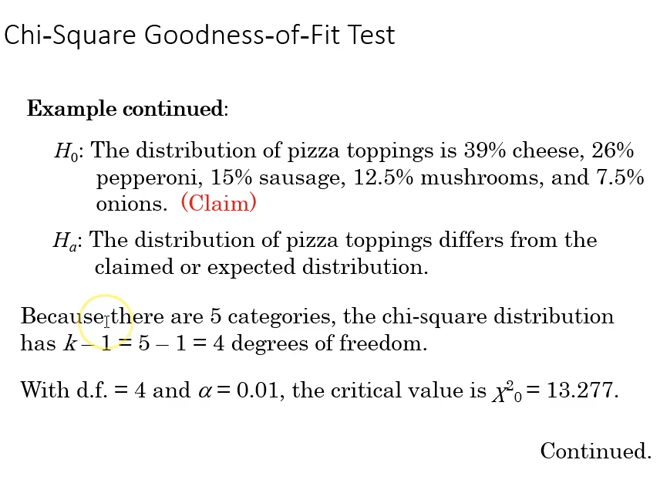 Chi-Square Goodness-of-Fit Test
Example continued:
H₀: The distribution of pizza toppings is 39% cheese, 26%
pepperoni, 15% sausage, 12.5% mushrooms, and 7.5%
onions. (Claim)
Hₐ: The distribution of pizza toppings differs from the
claimed or expected distribution.
Because there are 5 categories, the chi-square distribution
has k – 1 = 5 – 1 = 4 degrees of freedom.
With d.f. = 4 and α = 0.01, the critical value is χ²₀ = 13.277.
Continued.